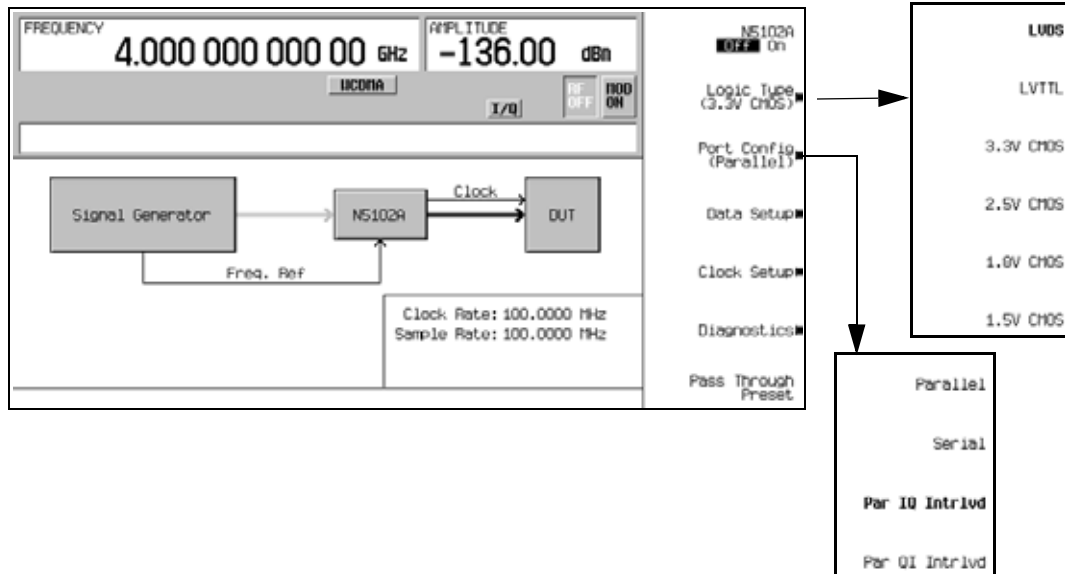 FREQUENCY
4.000 000 000 00 GHz
AMPLITUDE
-136.00 dBm
WCDMA
I/Q
RF OFF
MOD ON
Signal Generator
N5102A
Clock
DUT
Freq. Ref
Clock Rate: 100.0000 MHz
Sample Rate: 100.0000 MHz
N5102A
Off On
Logic Type
(3.3V CMOS)
Port Config
(Parallel)
Data Setup
Clock Setup
Diagnostics
Pass Through
Preset
LVDS
LVTTL
3.3V CMOS
2.5V CMOS
1.8V CMOS
1.5V CMOS
Parallel
Serial
Par IQ Intrlvd
Par QI Intrlvd